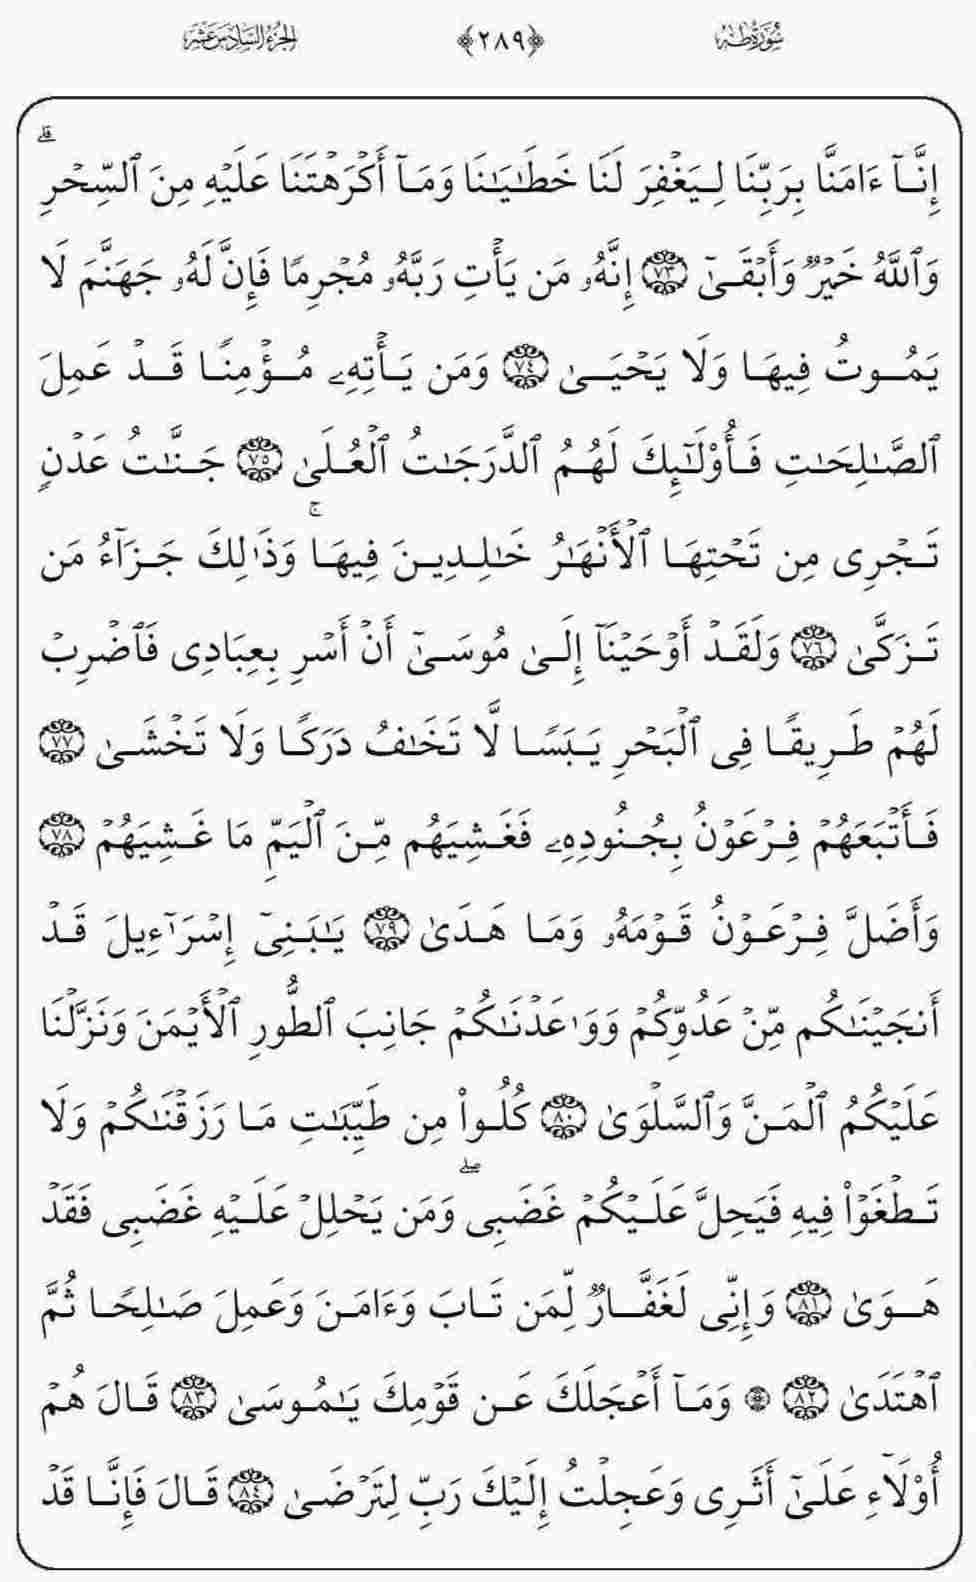 سُورَةُ طه ﴿٢٨٩﴾ الجُزْءُ السَّادِسَ عَشَرَ
إِنَّآ ءَامَنَّا بِرَبِّنَا لِيَغْفِرَ لَنَا خَطَٰيَٰنَا وَمَآ أَكْرَهْتَنَا عَلَيْهِ مِنَ ٱلسِّحْرِۗ
وَٱللَّهُ خَيْرٌ وَأَبْقَىٰٓ ٧٣ إِنَّهُۥ مَن يَأْتِ رَبَّهُۥ مُجْرِمًا فَإِنَّ لَهُۥ جَهَنَّمَ لَا
يَمُوتُ فِيهَا وَلَا يَحْيَىٰ ٧٤ وَمَن يَأْتِهِۦ مُؤْمِنًا قَدْ عَمِلَ
ٱلصَّٰلِحَٰتِ فَأُوْلَٰٓئِكَ لَهُمُ ٱلدَّرَجَٰتُ ٱلْعُلَىٰ ٧٥ جَنَّٰتُ عَدْنٍ
تَجْرِى مِن تَحْتِهَا ٱلْأَنْهَٰرُ خَٰلِدِينَ فِيهَاۚ وَذَٰلِكَ جَزَآءُ مَن
تَزَكَّىٰ ٧٦ وَلَقَدْ أَوْحَيْنَآ إِلَىٰ مُوسَىٰٓ أَنْ أَسْرِ بِعِبَادِى فَٱضْرِبْ
لَهُمْ طَرِيقًا فِى ٱلْبَحْرِ يَبَسًا لَّا تَخَٰفُ دَرَكًا وَلَا تَخْشَىٰ ٧٧
فَأَتْبَعَهُمْ فِرْعَوْنُ بِجُنُودِهِۦ فَغَشِيَهُم مِّنَ ٱلْيَمِّ مَا غَشِيَهُمْ ٧٨
وَأَضَلَّ فِرْعَوْنُ قَوْمَهُۥ وَمَا هَدَىٰ ٧٩ يَٰبَنِىٓ إِسْرَٰٓءِيلَ قَدْ
أَنجَيْنَٰكُم مِّنْ عَدُوِّكُمْ وَوَٰعَدْنَٰكُمْ جَانِبَ ٱلطُّورِ ٱلْأَيْمَنَ وَنَزَّلْنَا
عَلَيْكُمُ ٱلْمَنَّ وَٱلسَّلْوَىٰ ٨٠ كُلُوا۟ مِن طَيِّبَٰتِ مَا رَزَقْنَٰكُمْ وَلَا
تَطْغَوْا۟ فِيهِ فَيَحِلَّ عَلَيْكُمْ غَضَبِىۖ وَمَن يَحْلِلْ عَلَيْهِ غَضَبِى فَقَدْ
هَوَىٰ ٨١ وَإِنِّى لَغَفَّارٌ لِّمَن تَابَ وَءَامَنَ وَعَمِلَ صَٰلِحًا ثُمَّ
ٱهْتَدَىٰ ٨٢ ۞ وَمَآ أَعْجَلَكَ عَن قَوْمِكَ يَٰمُوسَىٰ ٨٣ قَالَ هُمْ
أُوْلَآءِ عَلَىٰٓ أَثَرِى وَعَجِلْتُ إِلَيْكَ رَبِّ لِتَرْضَىٰ ٨٤ قَالَ فَإِنَّا قَدْ